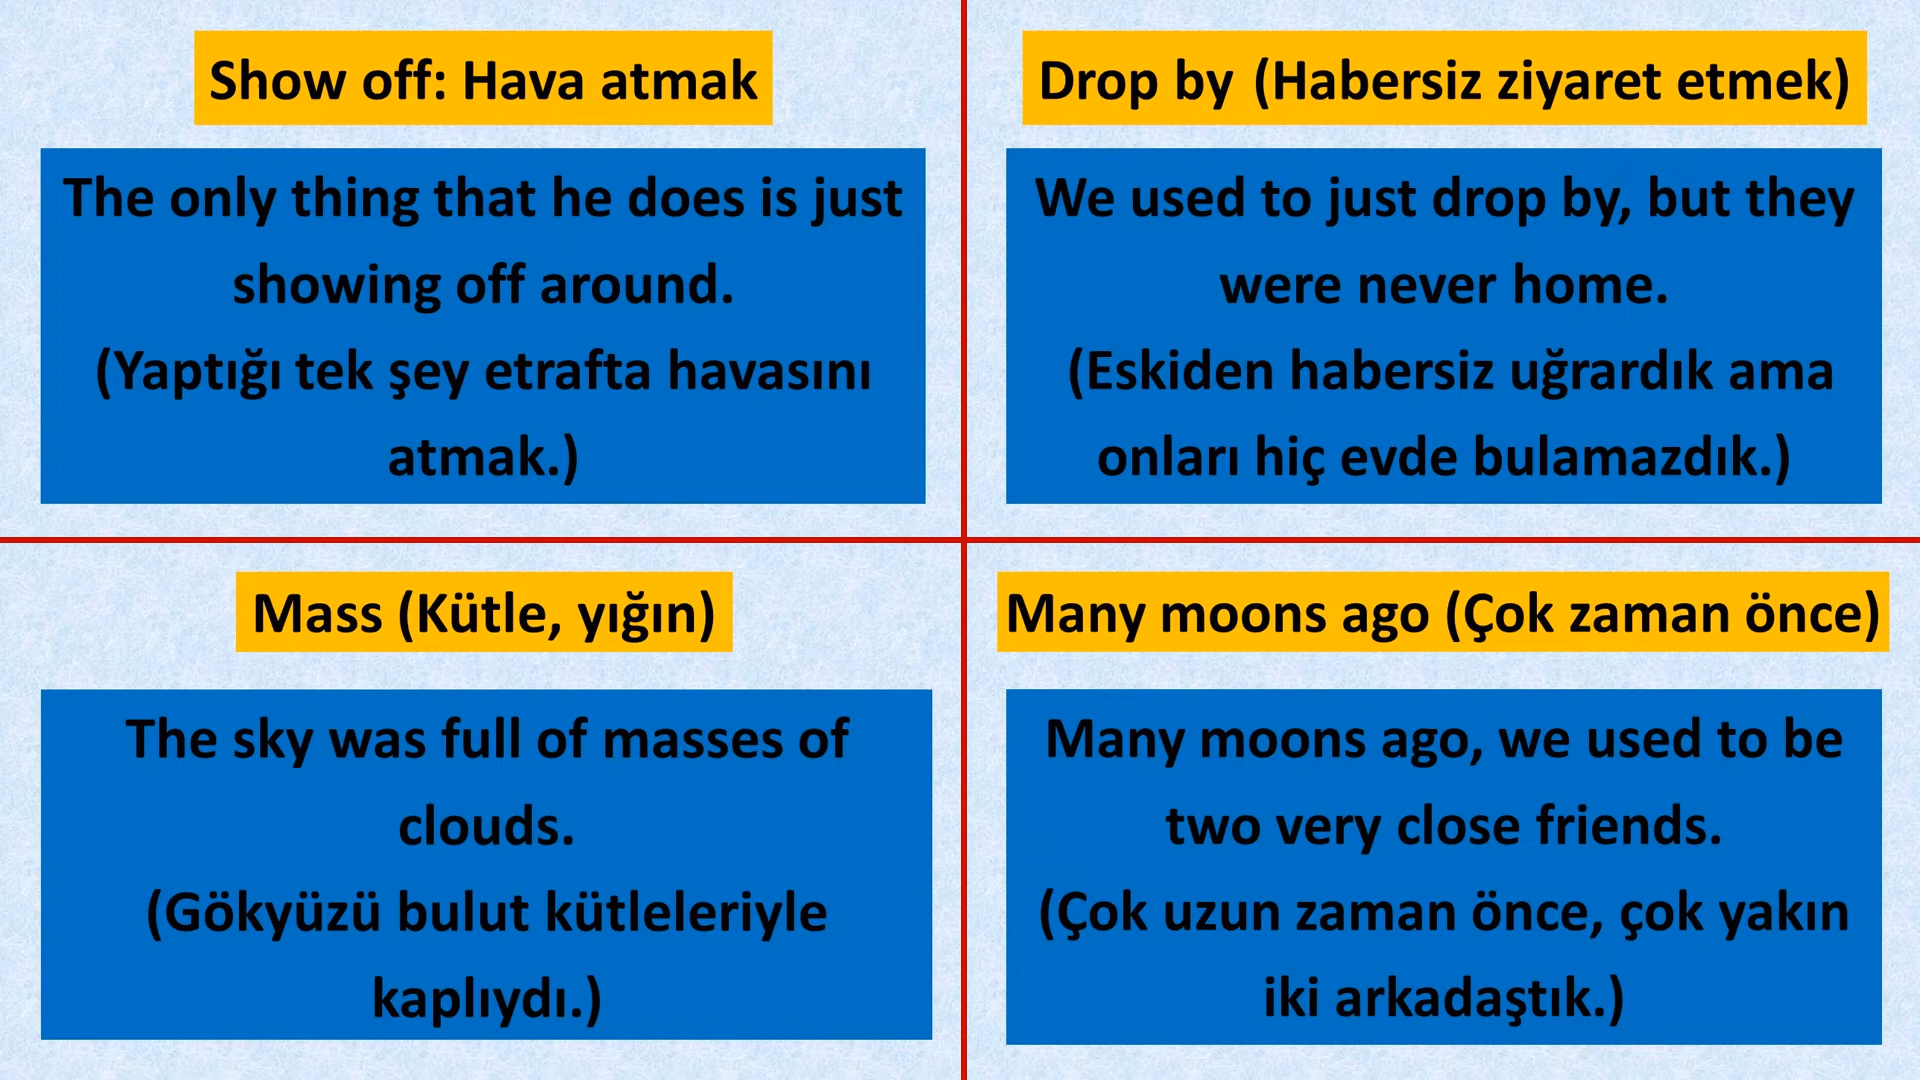 Show off: Hava atmak
The only thing that he does is just
showing off around.
(Yaptığı tek şey etrafta havasını
atmak.)
Drop by (Habersiz ziyaret etmek)
We used to just drop by, but they
were never home.
(Eskiden habersiz uğrardık ama
onları hiç evde bulamazdık.)
Mass (Kütle, yığın)
The sky was full of masses of
clouds.
(Gökyüzü bulut kütleleriyle
kaplıydı.)
Many moons ago (Çok zaman önce)
Many moons ago, we used to be
two very close friends.
(Çok uzun zaman önce, çok yakın
iki arkadaştık.)